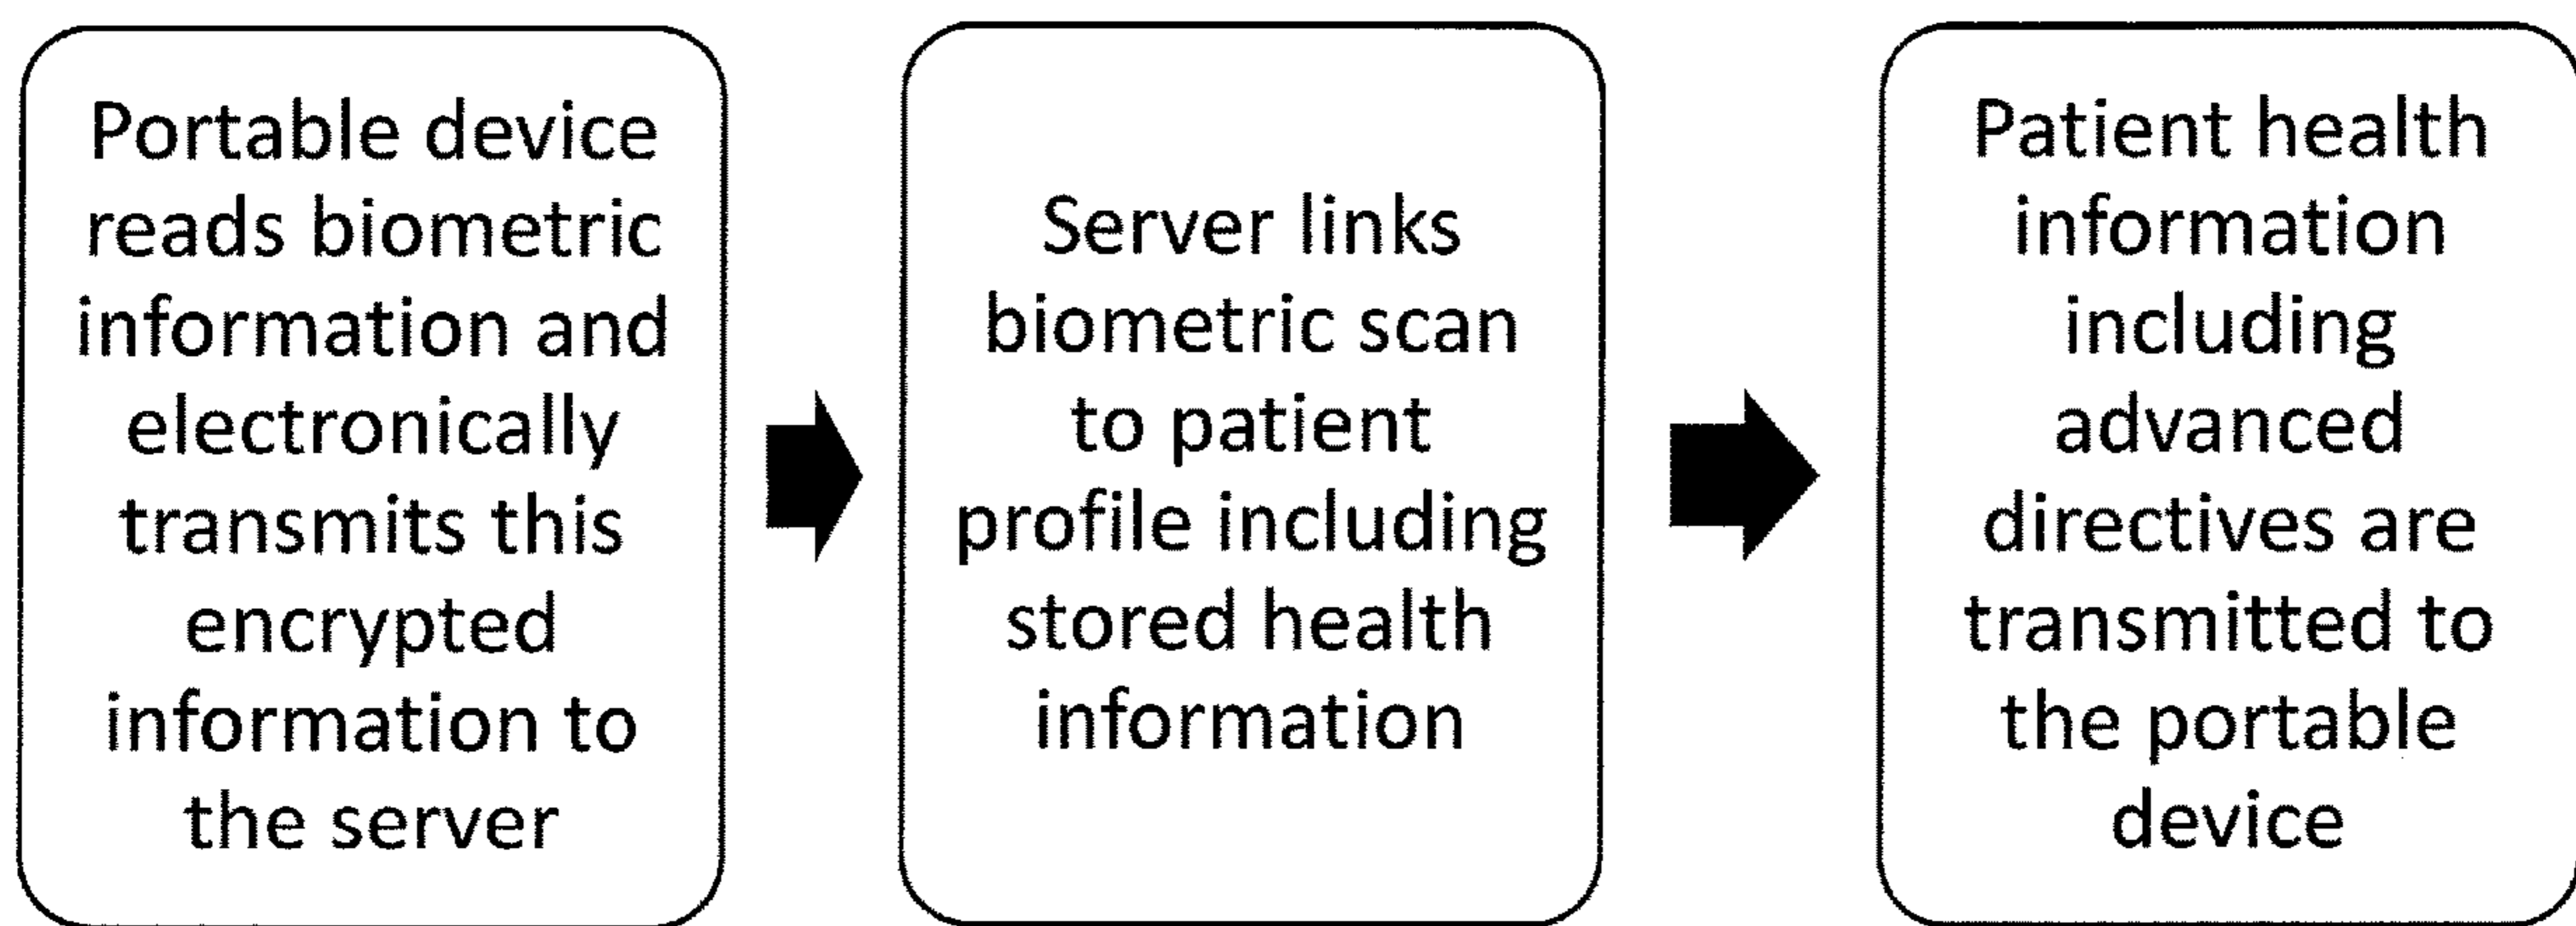 Portable device
reads biometric
information and
electronically
transmits this
encrypted
information to
the server
Server links
biometric scan
to patient
profile including
stored health
information
Patient health
information
including
advanced
directives are
transmitted to
the portable
device